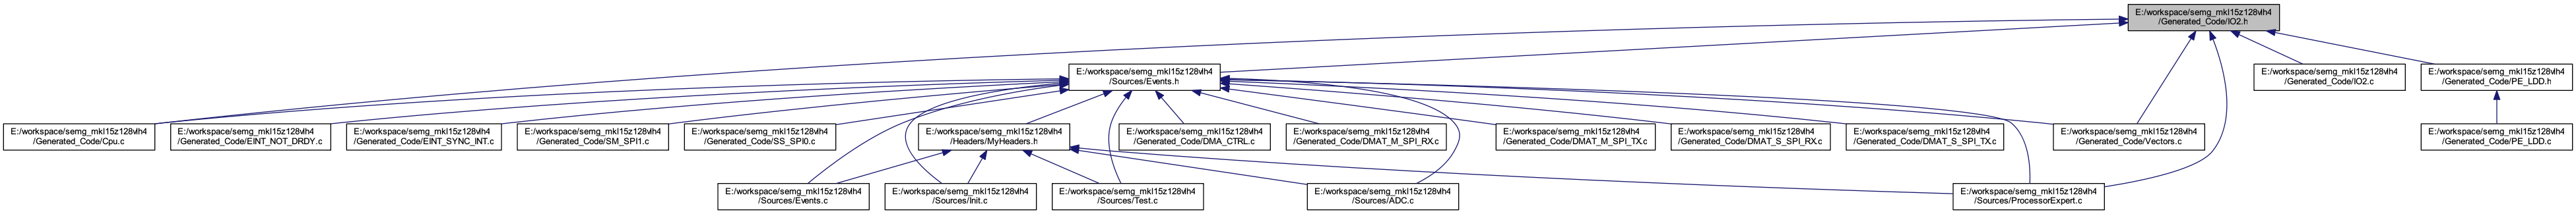 E:/workspace/semg_mkl15z128vlh4
/Generated_Code/IO2.h
E:/workspace/semg_mkl15z128vlh4
/Sources/Events.h
E:/workspace/semg_mkl15z128vlh4
/Generated_Code/IO2.c
E:/workspace/semg_mkl15z128vlh4
/Generated_Code/PE_LDD.h
E:/workspace/semg_mkl15z128vlh4
/Generated_Code/Cpu.c
E:/workspace/semg_mkl15z128vlh4
/Generated_Code/EINT_NOT_DRDY.c
E:/workspace/semg_mkl15z128vlh4
/Generated_Code/EINT_SYNC_INT.c
E:/workspace/semg_mkl15z128vlh4
/Generated_Code/SM_SPI1.c
E:/workspace/semg_mkl15z128vlh4
/Generated_Code/SS_SPI0.c
E:/workspace/semg_mkl15z128vlh4
/Headers/MyHeaders.h
E:/workspace/semg_mkl15z128vlh4
/Generated_Code/DMA_CTRL.c
E:/workspace/semg_mkl15z128vlh4
/Generated_Code/DMAT_M_SPI_RX.c
E:/workspace/semg_mkl15z128vlh4
/Generated_Code/DMAT_M_SPI_TX.c
E:/workspace/semg_mkl15z128vlh4
/Generated_Code/DMAT_S_SPI_RX.c
E:/workspace/semg_mkl15z128vlh4
/Generated_Code/DMAT_S_SPI_TX.c
E:/workspace/semg_mkl15z128vlh4
/Generated_Code/Vectors.c
E:/workspace/semg_mkl15z128vlh4
/Generated_Code/PE_LDD.c
E:/workspace/semg_mkl15z128vlh4
/Sources/Events.c
E:/workspace/semg_mkl15z128vlh4
/Sources/Init.c
E:/workspace/semg_mkl15z128vlh4
/Sources/Test.c
E:/workspace/semg_mkl15z128vlh4
/Sources/ADC.c
E:/workspace/semg_mkl15z128vlh4
/Sources/ProcessorExpert.c